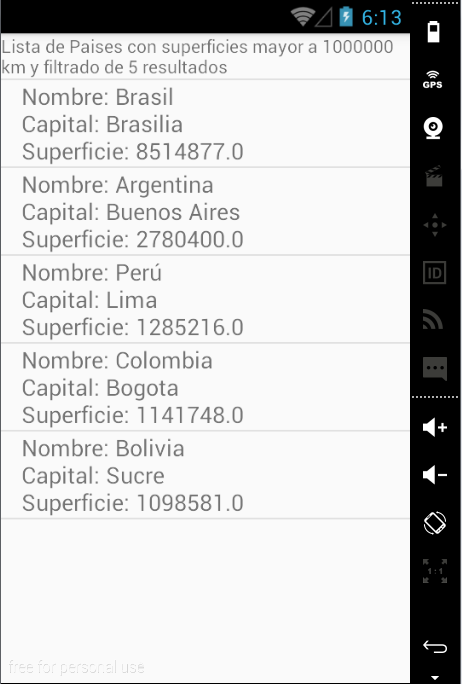 6:13
Lista de Paises con superficies mayor a 1000000
km y filtrado de 5 resultados
Nombre: Brasil
Capital: Brasilia
Superficie: 8514877.0
Nombre: Argentina
Capital: Buenos Aires
Superficie: 2780400.0
Nombre: Perú
Capital: Lima
Superficie: 1285216.0
Nombre: Colombia
Capital: Bogota
Superficie: 1141748.0
Nombre: Bolivia
Capital: Sucre
Superficie: 1098581.0
free for personal use
GPS
ID
1:1